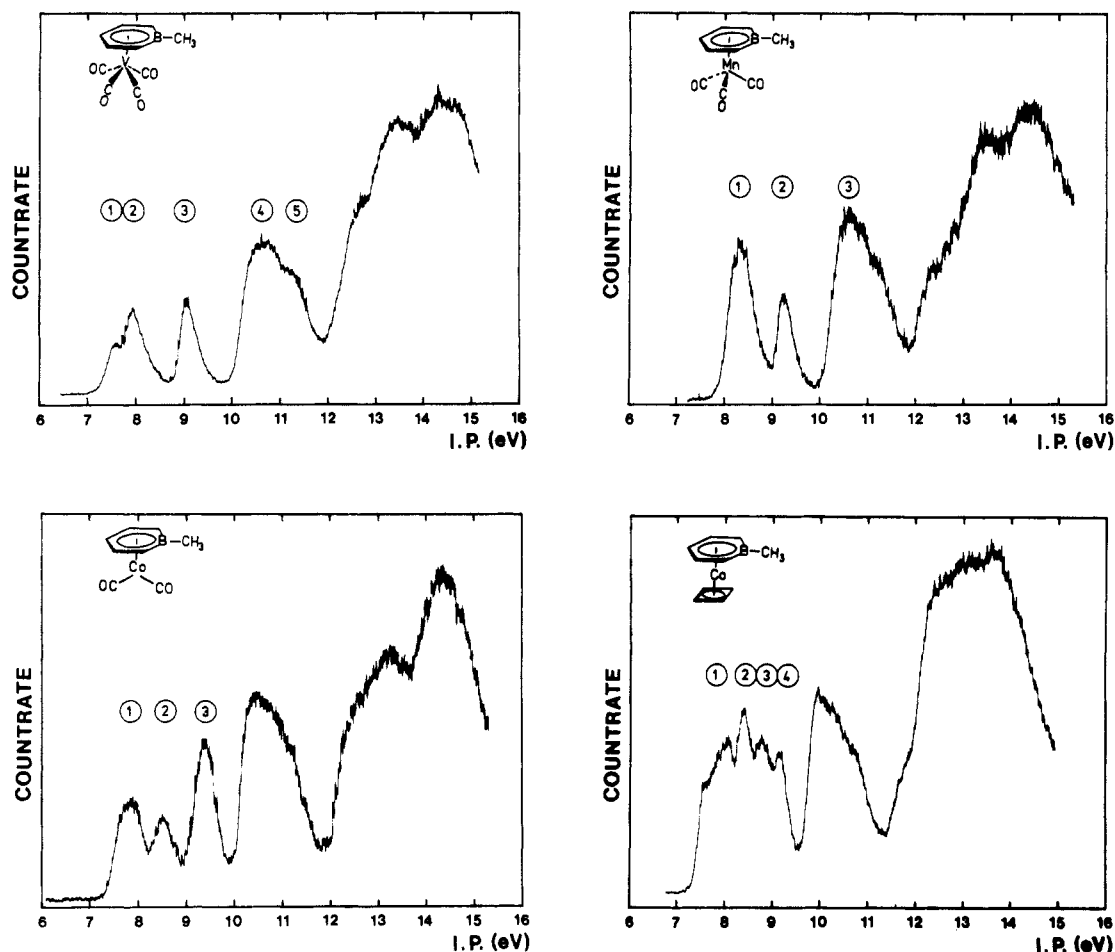 COUNTRATE
B—CH₃
V
CO
CO
C
O
C
O
① ② ③ ④ ⑤
6 7 8 9 10 11 12 13 14 15 16
I.P. (eV)
COUNTRATE
B—CH₃
Mn
OC
CO
C
O
① ② ③
6 7 8 9 10 11 12 13 14 15 16
I.P. (eV)
COUNTRATE
B—CH₃
Co
OC CO
① ② ③
6 7 8 9 10 11 12 13 14 15 16
I.P. (eV)
COUNTRATE
B—CH₃
Co
① ② ③ ④
6 7 8 9 10 11 12 13 14 15 16
I.P. (eV)